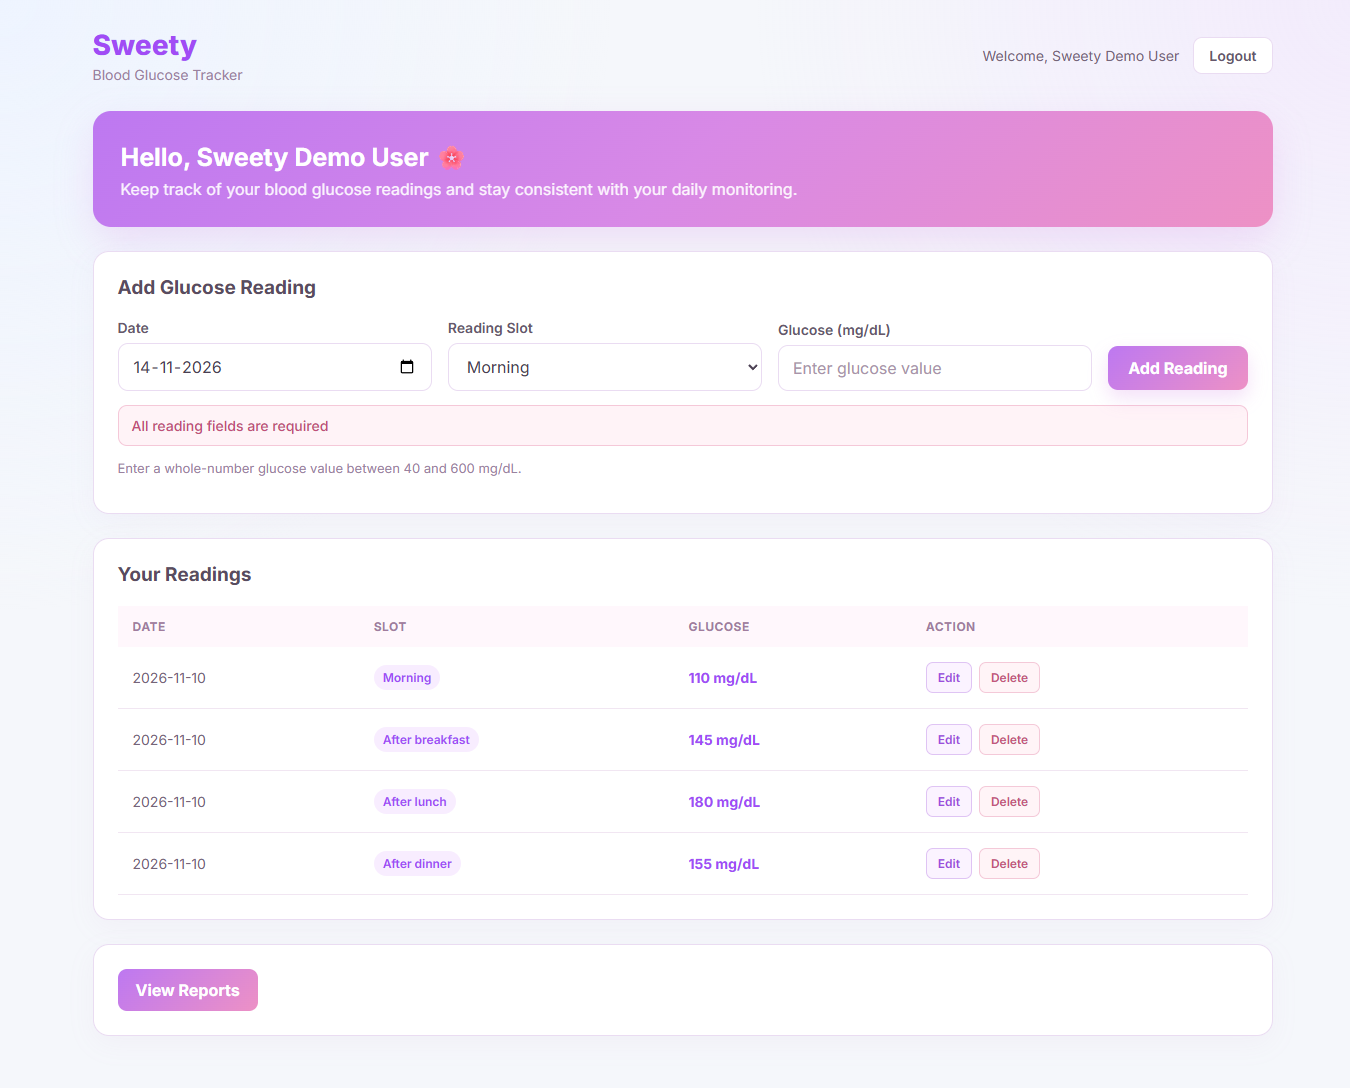 Sweety
Blood Glucose Tracker
Welcome, Sweety Demo User
Logout
Hello, Sweety Demo User 🌸
Keep track of your blood glucose readings and stay consistent with your daily monitoring.
Add Glucose Reading
Date
Reading Slot
Glucose (mg/dL)
14-11-2026
Morning
Enter glucose value
Add Reading
All reading fields are required
Enter a whole-number glucose value between 40 and 600 mg/dL.
Your Readings
DATE SLOT GLUCOSE ACTION
2026-11-10 Morning 110 mg/dL Edit Delete
2026-11-10 After breakfast 145 mg/dL Edit Delete
2026-11-10 After lunch 180 mg/dL Edit Delete
2026-11-10 After dinner 155 mg/dL Edit Delete
View Reports